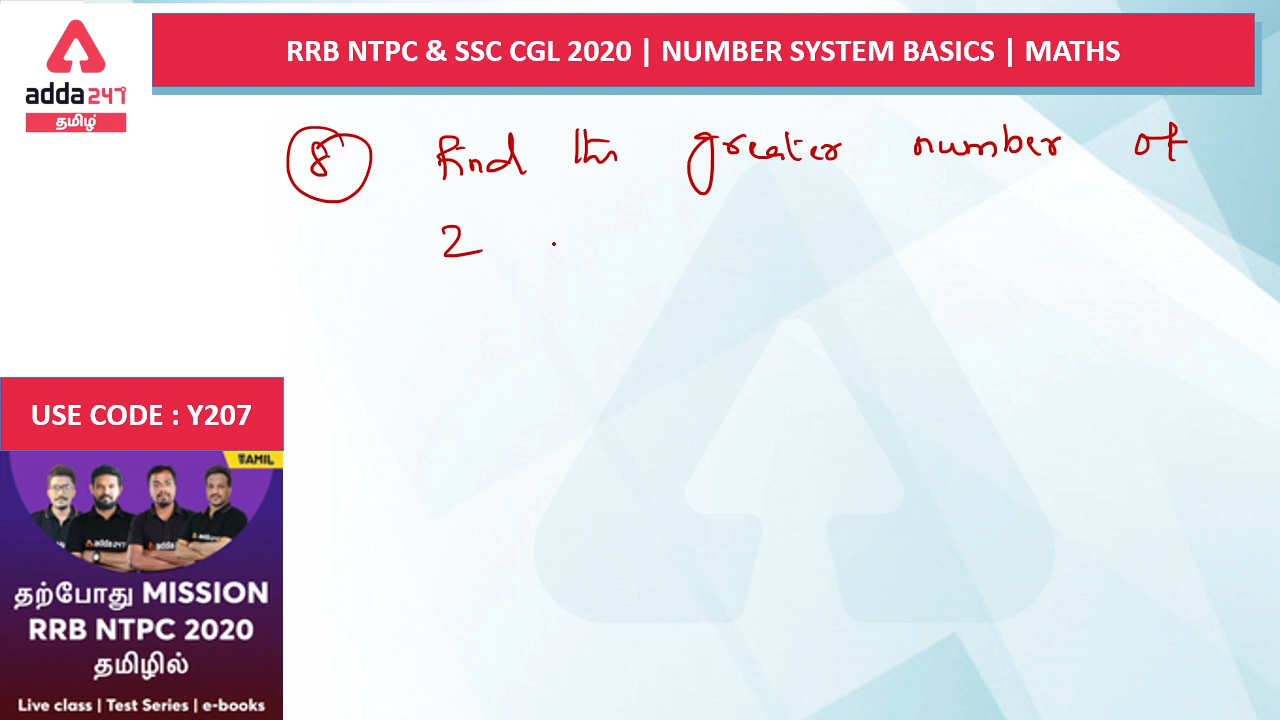 RRB NTPC & SSC CGL 2020 | NUMBER SYSTEM BASICS | MATHS
adda247
தமிழ்
8 Find the greater number of
2
USE CODE : Y207
TAMIL
adda247
தற்போது MISSION
RRB NTPC 2020
தமிழில்
Live class | Test Series | e-books